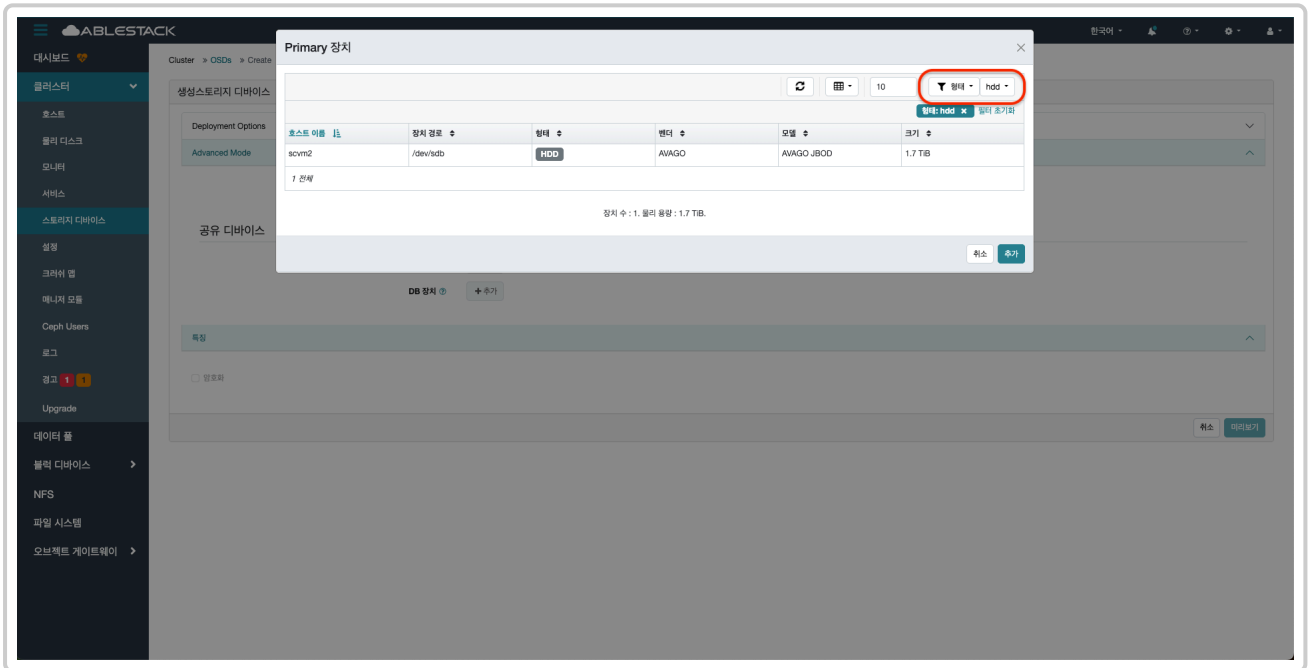 ABLESTACK
한국어
대시보드
클러스터
호스트
물리 디스크
모니터
서비스
스토리지 디바이스
설정
크러쉬 맵
매니저 모듈
Ceph Users
로그
경고 1 1
Upgrade
데이터 풀
블럭 디바이스
NFS
파일 시스템
오브젝트 게이트웨이
Cluster » OSDs » Create
생성스토리지 디바이스
Deployment Options
Advanced Mode
공유 디바이스
Primary 장치
×
10 형태 hdd
형태: hdd × 필터 초기화
호스트 이름 장치 경로 형태 벤더 모델 크기
scvm2 /dev/sdb HDD AVAGO AVAGO JBOD 1.7 TiB
1 전체
장치 수 : 1. 물리 용량 : 1.7 TiB.
취소 추가
DB 장치 +추가
특징
암호화
취소 미리보기